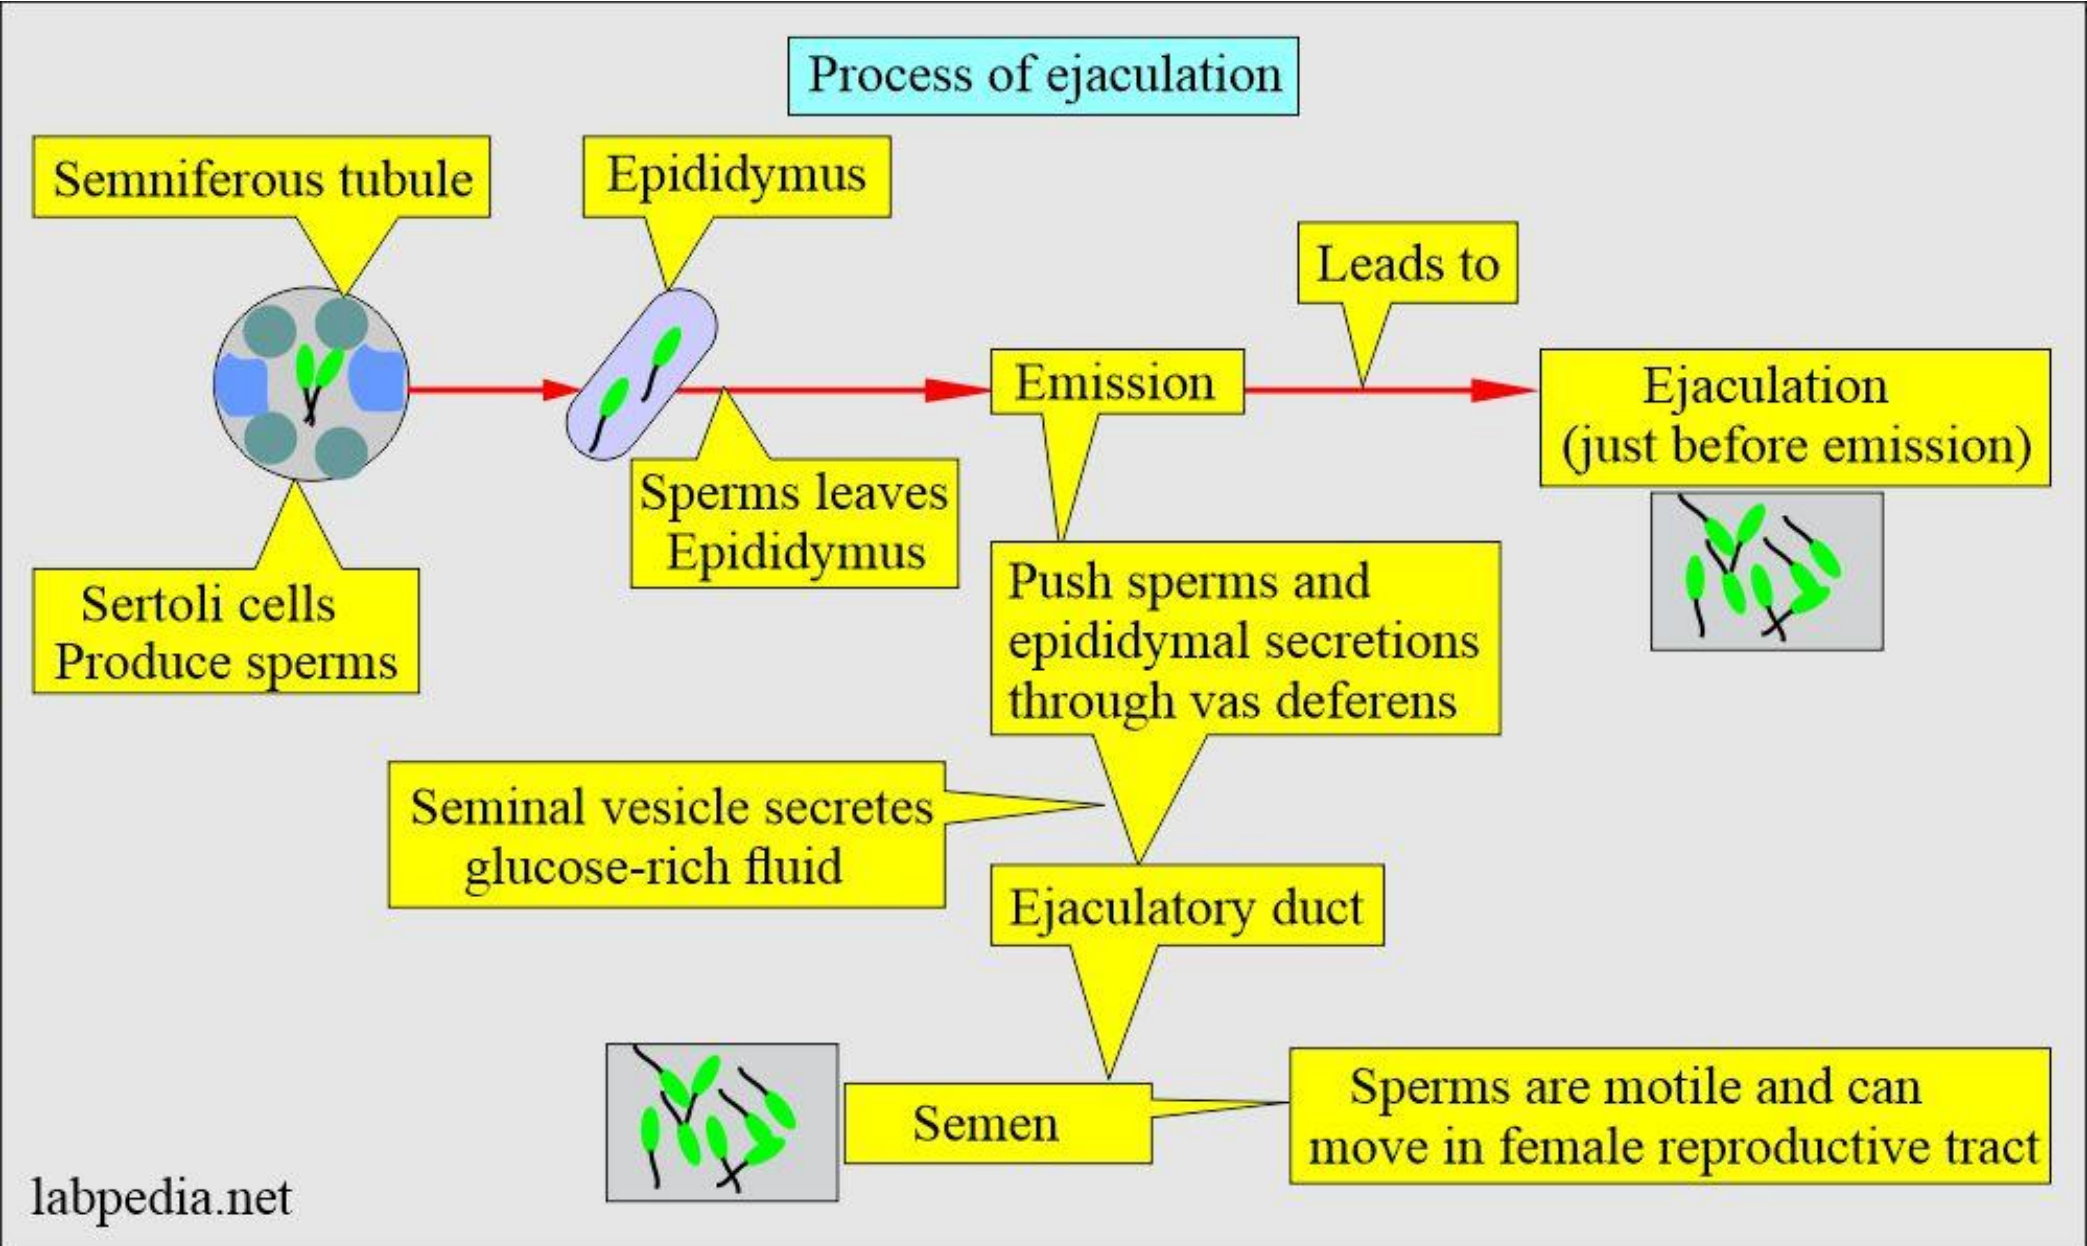 Process of ejaculation
Semniferous tubule
Epididymus
Leads to
Emission
Ejaculation
(just before emission)
Sperms leaves
Epididymus
Sertoli cells
Produce sperms
Push sperms and
epididymal secretions
through vas deferens
Seminal vesicle secretes
glucose-rich fluid
Ejaculatory duct
Semen
Sperms are motile and can
move in female reproductive tract
labpedia.net